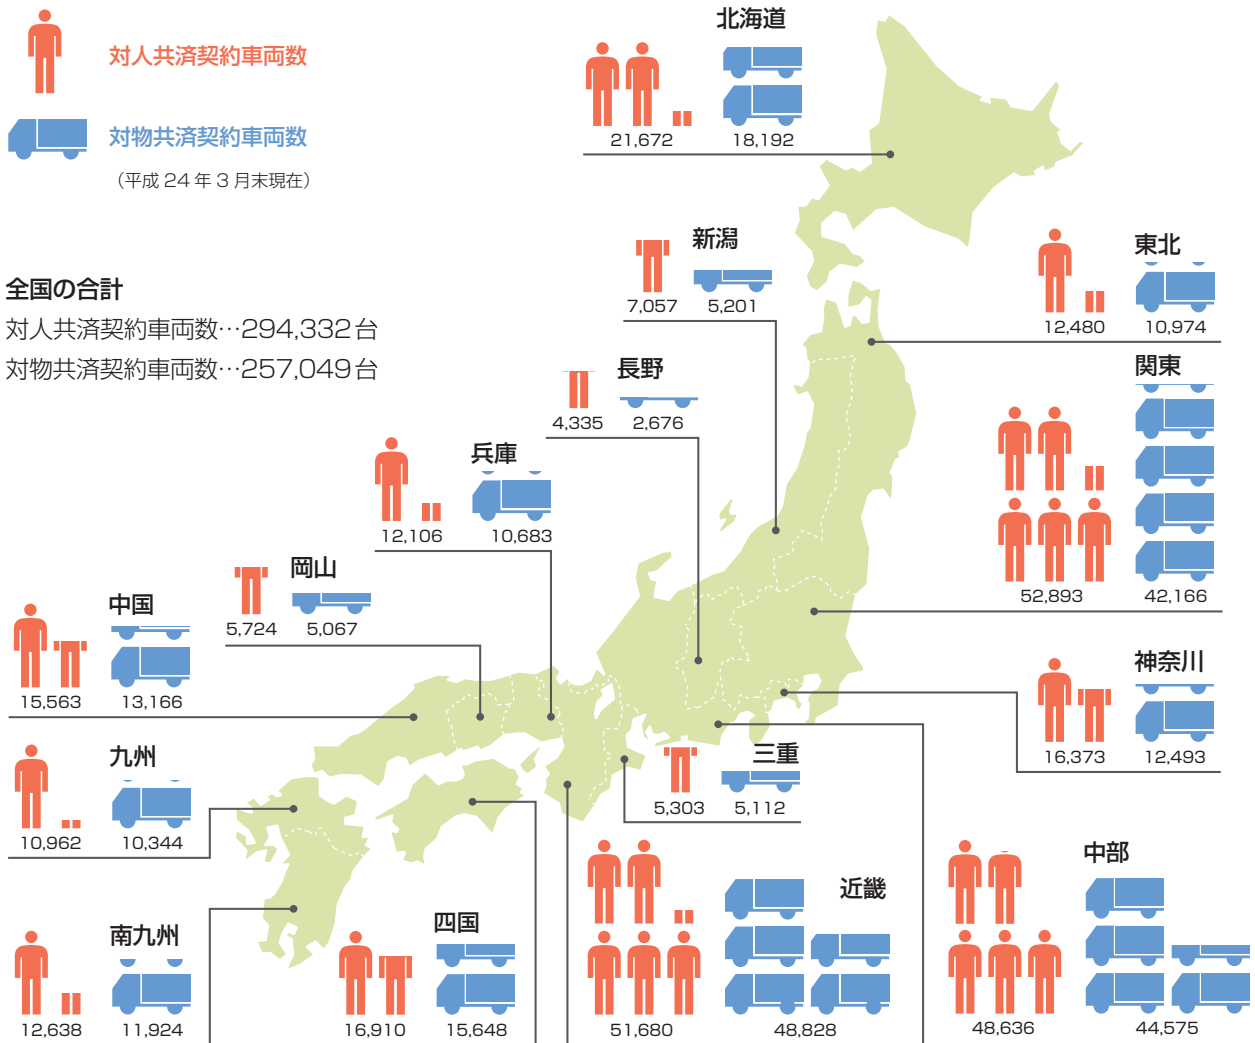 対人共済契約車両数
対物共済契約車両数
（平成 24 年 3 月末現在）
全国の合計
対人共済契約車両数…294,332台
対物共済契約車両数…257,049台
北海道
21,672 18,192
新潟
7,057 5,201
東北
12,480 10,974
長野
4,335 2,676
関東
52,893 42,166
兵庫
12,106 10,683
岡山
5,724 5,067
中国
15,563 13,166
神奈川
16,373 12,493
九州
10,962 10,344
三重
5,303 5,112
近畿
51,680 48,828
中部
48,636 44,575
南九州
12,638 11,924
四国
16,910 15,648